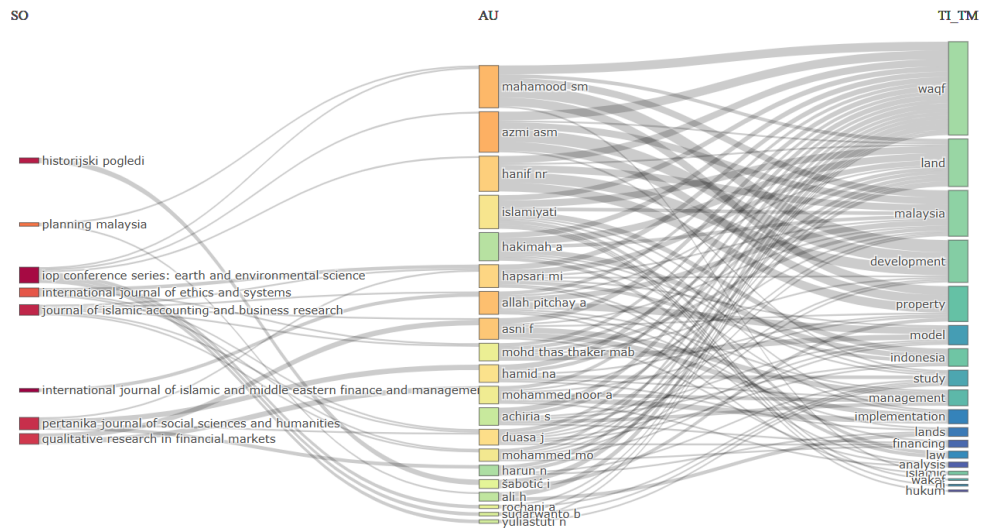 SO
AU
TI_TM
historijski pogledi
planning malaysia
iop conference series: earth and environmental science
international journal of ethics and systems
journal of islamic accounting and business research
international journal of islamic and middle eastern finance and managemen
pertanika journal of social sciences and humanities
qualitative research in financial markets
mahamood sm
azmi asm
hanif nr
islamiyati
hakimah a
hapsari mi
allah pitchay a
asni f
mohd thas thaker mab
hamid na
mohammed noor a
achiria s
duasa j
mohammed mo
harun n
šabotić i
ali h
rochani a
sudarwanto b
yuliastuti n
waqf
land
malaysia
development
property
model
indonesia
study
management
implementation
lands
financing
law
analysis
islamic
wakaf
hukum